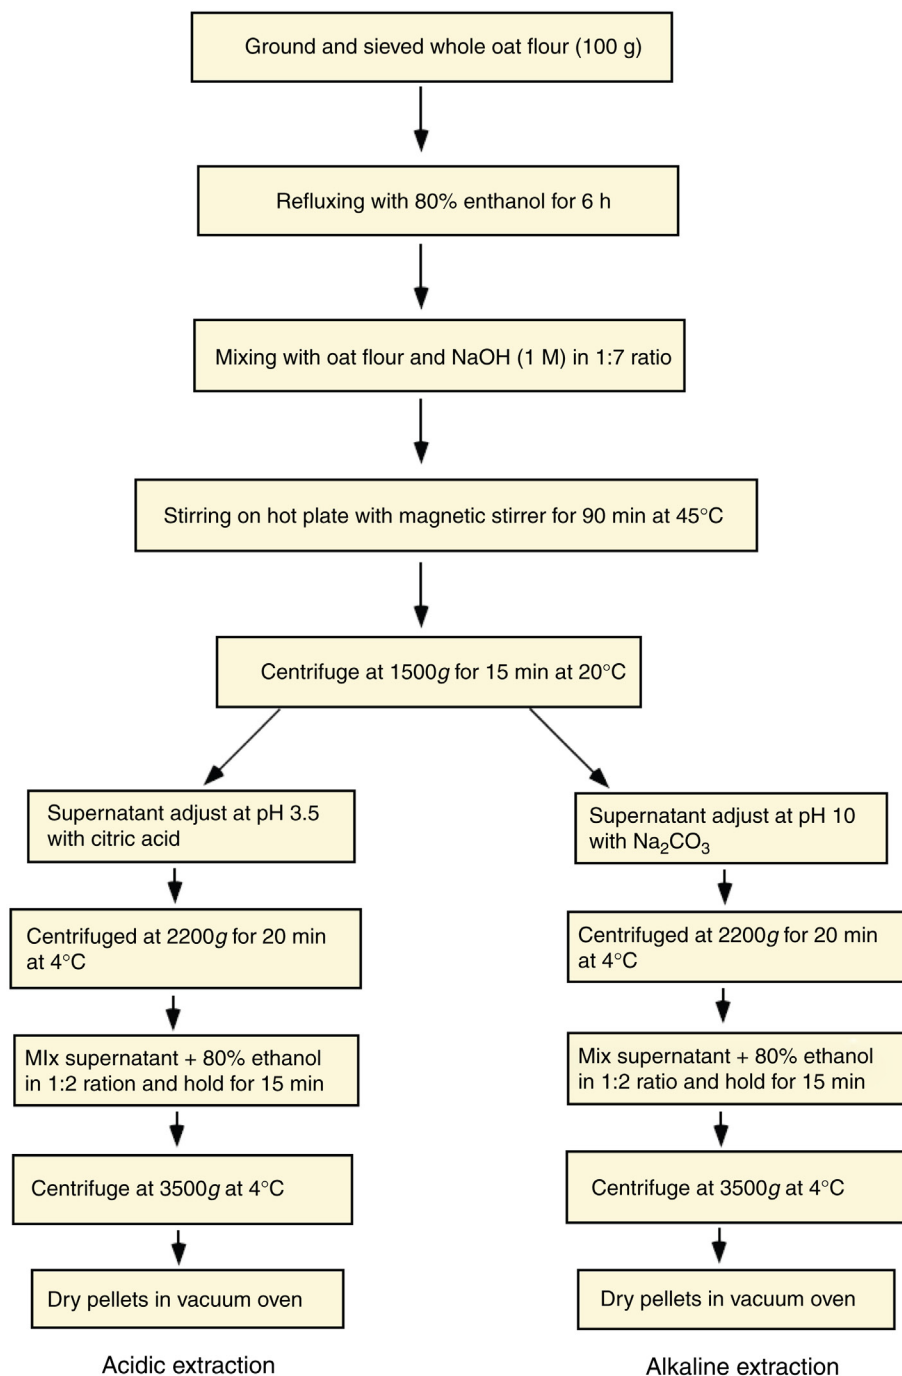 Ground and sieved whole oat flour (100 g)
Refluxing with 80% enthanol for 6 h
Mixing with oat flour and NaOH (1 M) in 1:7 ratio
Stirring on hot plate with magnetic stirrer for 90 min at 45°C
Centrifuge at 1500g for 15 min at 20°C
Supernatant adjust at pH 3.5
with citric acid
Centrifuged at 2200g for 20 min
at 4°C
MIx supernatant + 80% ethanol
in 1:2 ration and hold for 15 min
Centrifuge at 3500g at 4°C
Dry pellets in vacuum oven
Acidic extraction
Supernatant adjust at pH 10
with Na₂CO₃
Centrifuged at 2200g for 20 min
at 4°C
Mix supernatant + 80% ethanol
in 1:2 ratio and hold for 15 min
Centrifuge at 3500g at 4°C
Dry pellets in vacuum oven
Alkaline extraction